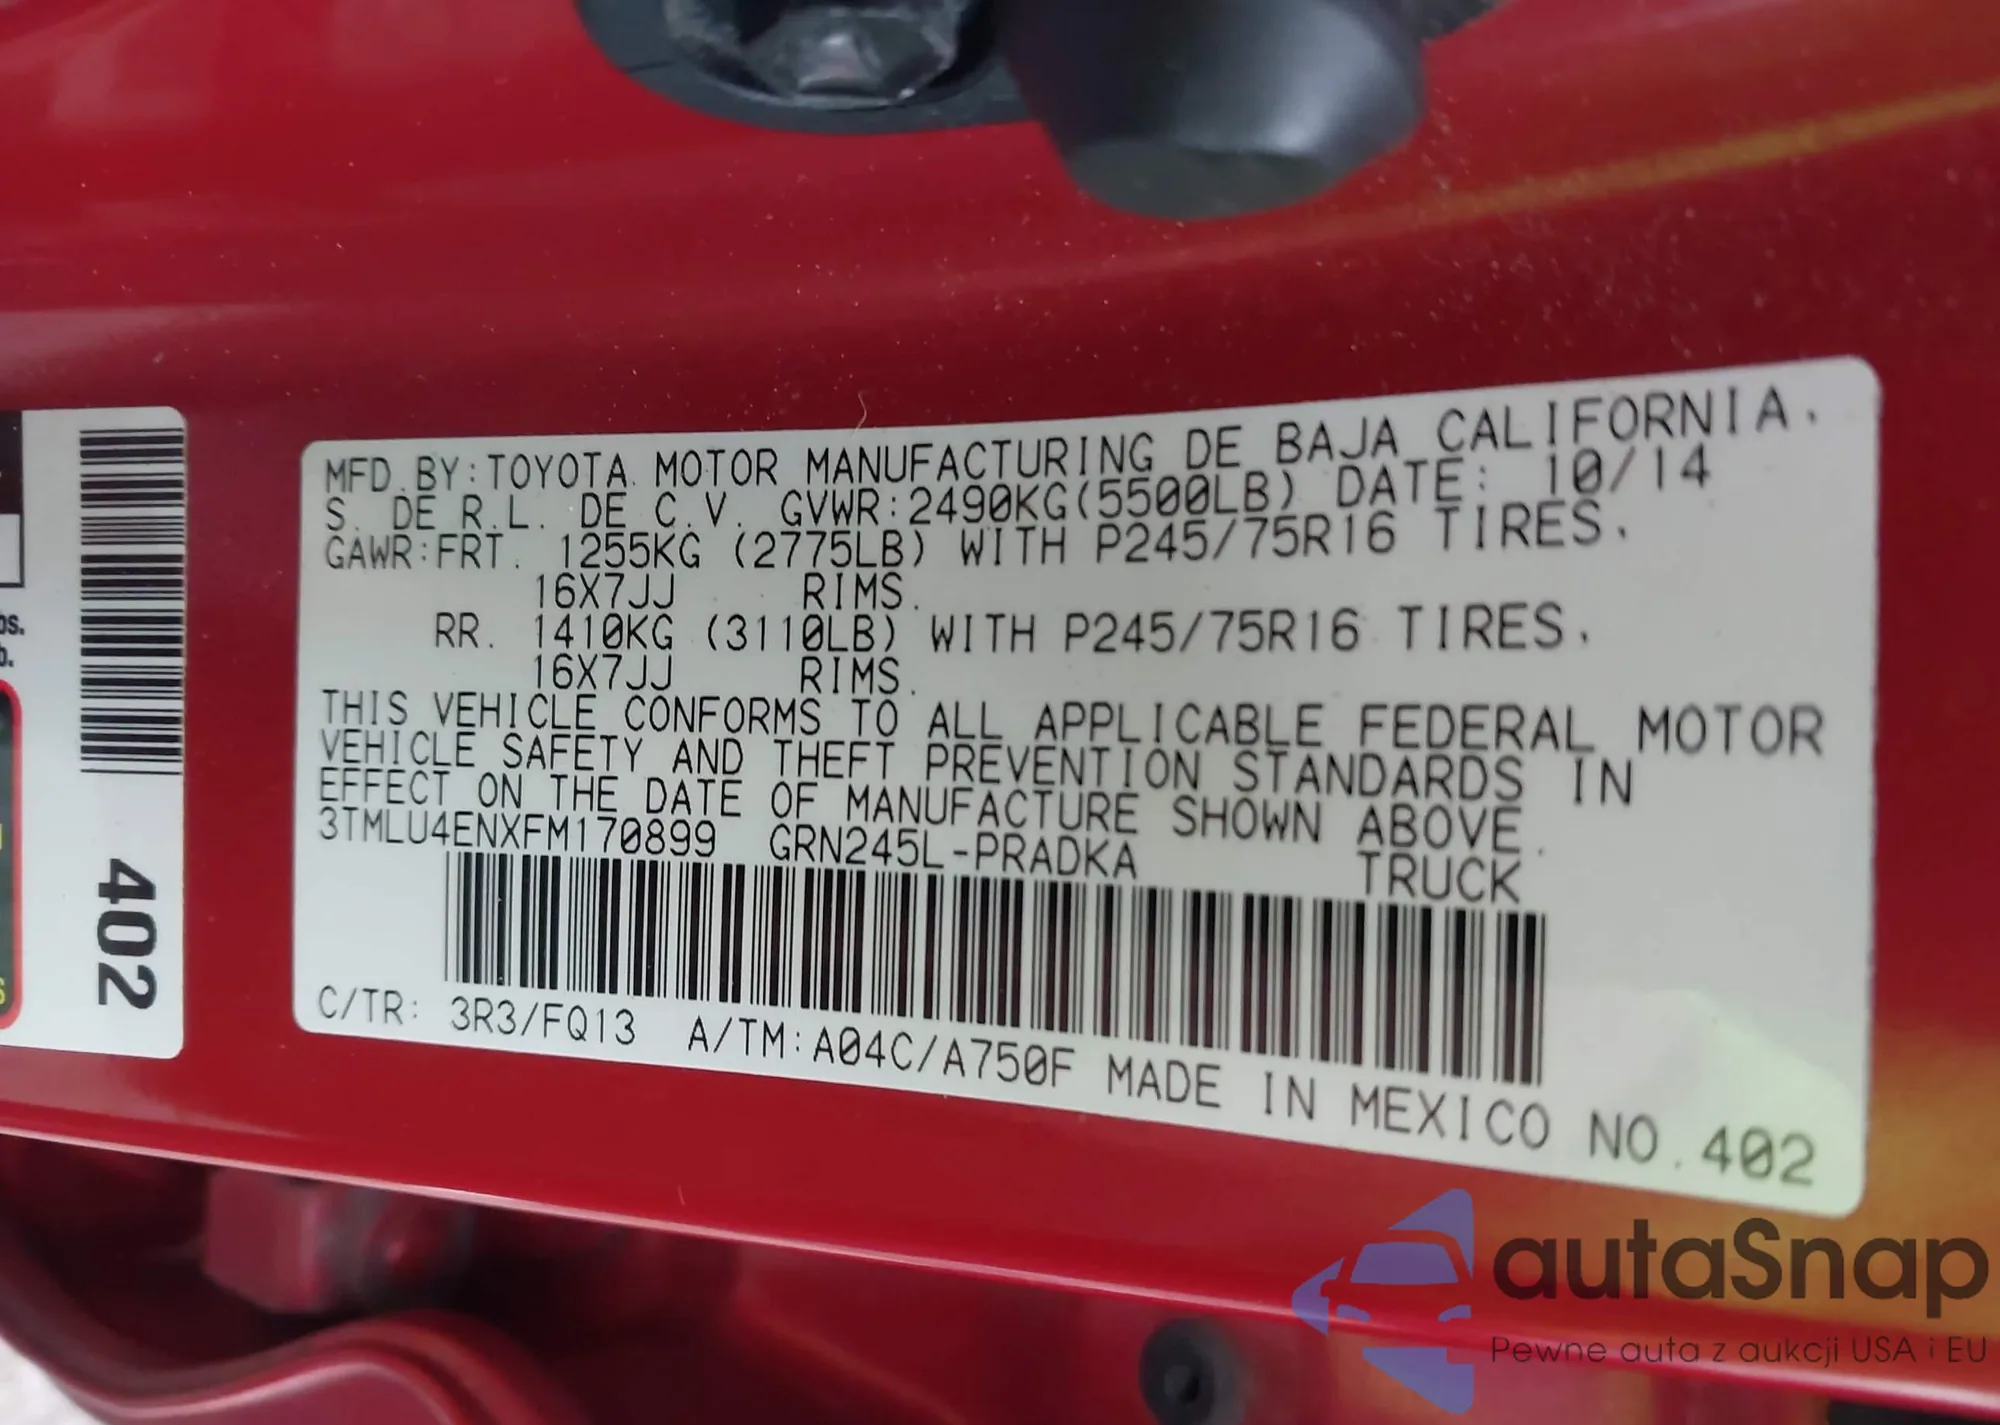 MFD.BY:TOYOTA MOTOR MANUFACTURING DE BAJA CALIFORNIA.
S. DE R.L. DE C.V. GVWR:2490KG(5500LB) DATE: 10/14
GAWR:FRT. 1255KG (2775LB) WITH P245/75R16 TIRES.
16X7JJ RIMS.
RR. 1410KG (3110LB) WITH P245/75R16 TIRES.
16X7JJ RIMS.
THIS VEHICLE CONFORMS TO ALL APPLICABLE FEDERAL MOTOR
VEHICLE SAFETY AND THEFT PREVENTION STANDARDS IN
EFFECT ON THE DATE OF MANUFACTURE SHOWN ABOVE.
3TMLU4ENXFM170899 GRN245L-PRADKA TRUCK
C/TR: 3R3/FQ13 A/TM:A04C/A750F MADE IN MEXICO NO.402
402
autaSnap
Pewne auta z aukcji USA i EU